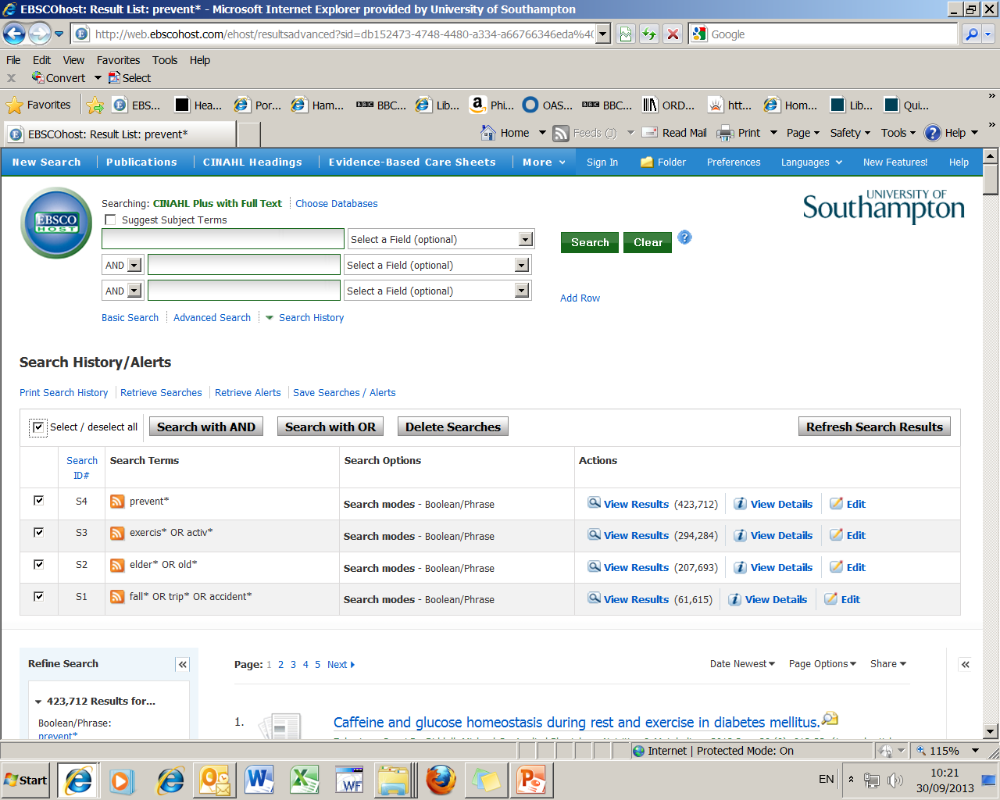 EBSCOhost: Result List: prevent* - Microsoft Internet Explorer provided by University of Southampton
http://web.ebscohost.com/ehost/resultsadvanced?sid=db152473-4748-4480-a334-a66766346eda%40
Google
File Edit View Favorites Tools Help
x Convert Select
Favorites EBS... Hea... Por... Ham... BBC BBC... Lib... Phi... OAS... BBC BBC... ORD... htt... Hom... Lib... Qui... »
EBSCOhost: Result List: prevent* Home Feeds (J) Read Mail Print Page Safety Tools Help »
New Search Publications CINAHL Headings Evidence-Based Care Sheets More Sign In Folder Preferences Languages New Features! Help
EBSCO HOST
UNIVERSITY OF Southampton
Searching: CINAHL Plus with Full Text Choose Databases
Suggest Subject Terms
Select a Field (optional) Search Clear ?
AND Select a Field (optional)
AND Select a Field (optional) Add Row
Basic Search Advanced Search Search History
Search History/Alerts
Print Search History Retrieve Searches Retrieve Alerts Save Searches / Alerts
Select / deselect all Search with AND Search with OR Delete Searches Refresh Search Results
Search ID# Search Terms Search Options Actions
S4 prevent* Search modes - Boolean/Phrase View Results (423,712) View Details Edit
S3 exercis* OR activ* Search modes - Boolean/Phrase View Results (294,284) View Details Edit
S2 elder* OR old* Search modes - Boolean/Phrase View Results (207,693) View Details Edit
S1 fall* OR trip* OR accident* Search modes - Boolean/Phrase View Results (61,615) View Details Edit
Refine Search « Page: 1 2 3 4 5 Next Date Newest Page Options Share «
423,712 Results for...
Boolean/Phrase:
prevent*
1. Caffeine and glucose homeostasis during rest and exercise in diabetes mellitus.
Internet | Protected Mode: On 115%
Start EN 10:21
30/09/2013